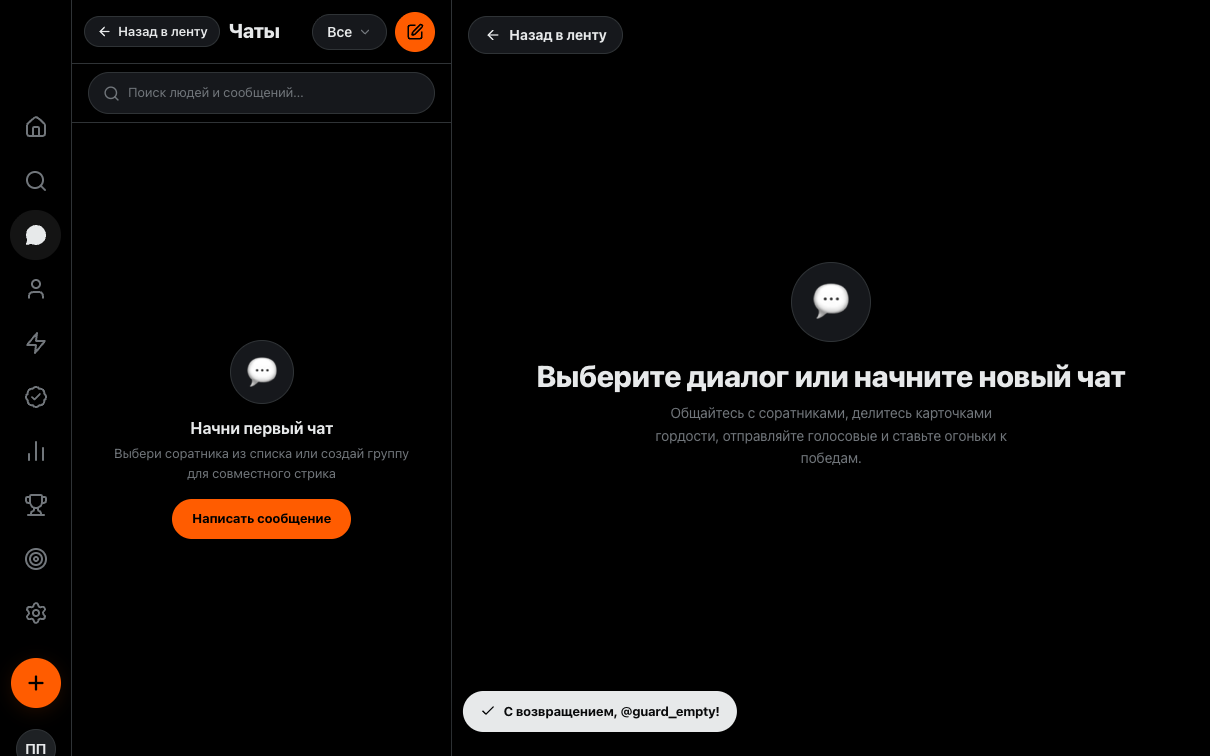 Назад в ленту
Чаты
Все
Поиск людей и сообщений...
Начни первый чат
Выбери соратника из списка или создай группу
для совместного стрика
Написать сообщение
Назад в ленту
Выберите диалог или начните новый чат
Общайтесь с соратниками, делитесь карточками
гордости, отправляйте голосовые и ставьте огоньки к
победам.
С возвращением, @guard_empty!
ПП